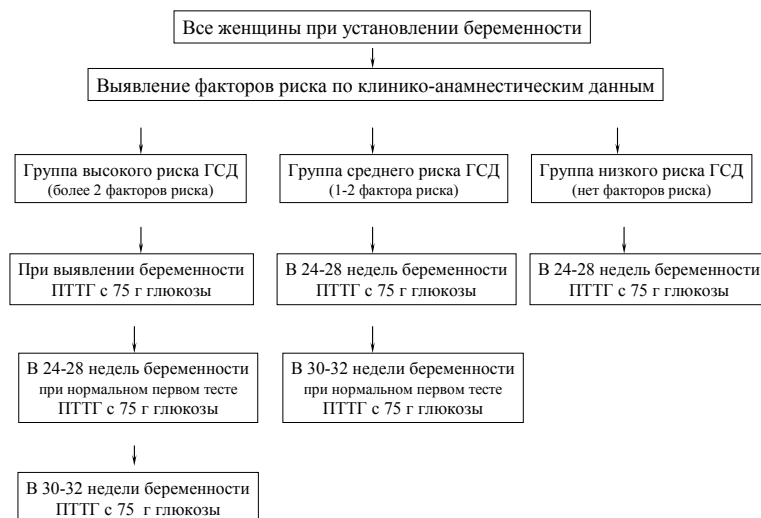 Все женщины при установлении беременности
Выявление факторов риска по клинико-анамнестическим данным
Группа высокого риска ГСД
(более 2 факторов риска)
Группа среднего риска ГСД
(1-2 фактора риска)
Группа низкого риска ГСД
(нет факторов риска)
При выявлении беременности
ПТТГ с 75 г глюкозы
В 24-28 недель беременности
ПТТГ с 75 г глюкозы
В 24-28 недель беременности
ПТТГ с 75 г глюкозы
В 24-28 недель беременности
при нормальном первом тесте
ПТТГ с 75 г глюкозы
В 30-32 недели беременности
при нормальном первом тесте
ПТТГ с 75 г глюкозы
В 30-32 недели беременности
ПТТГ с 75 г глюкозы